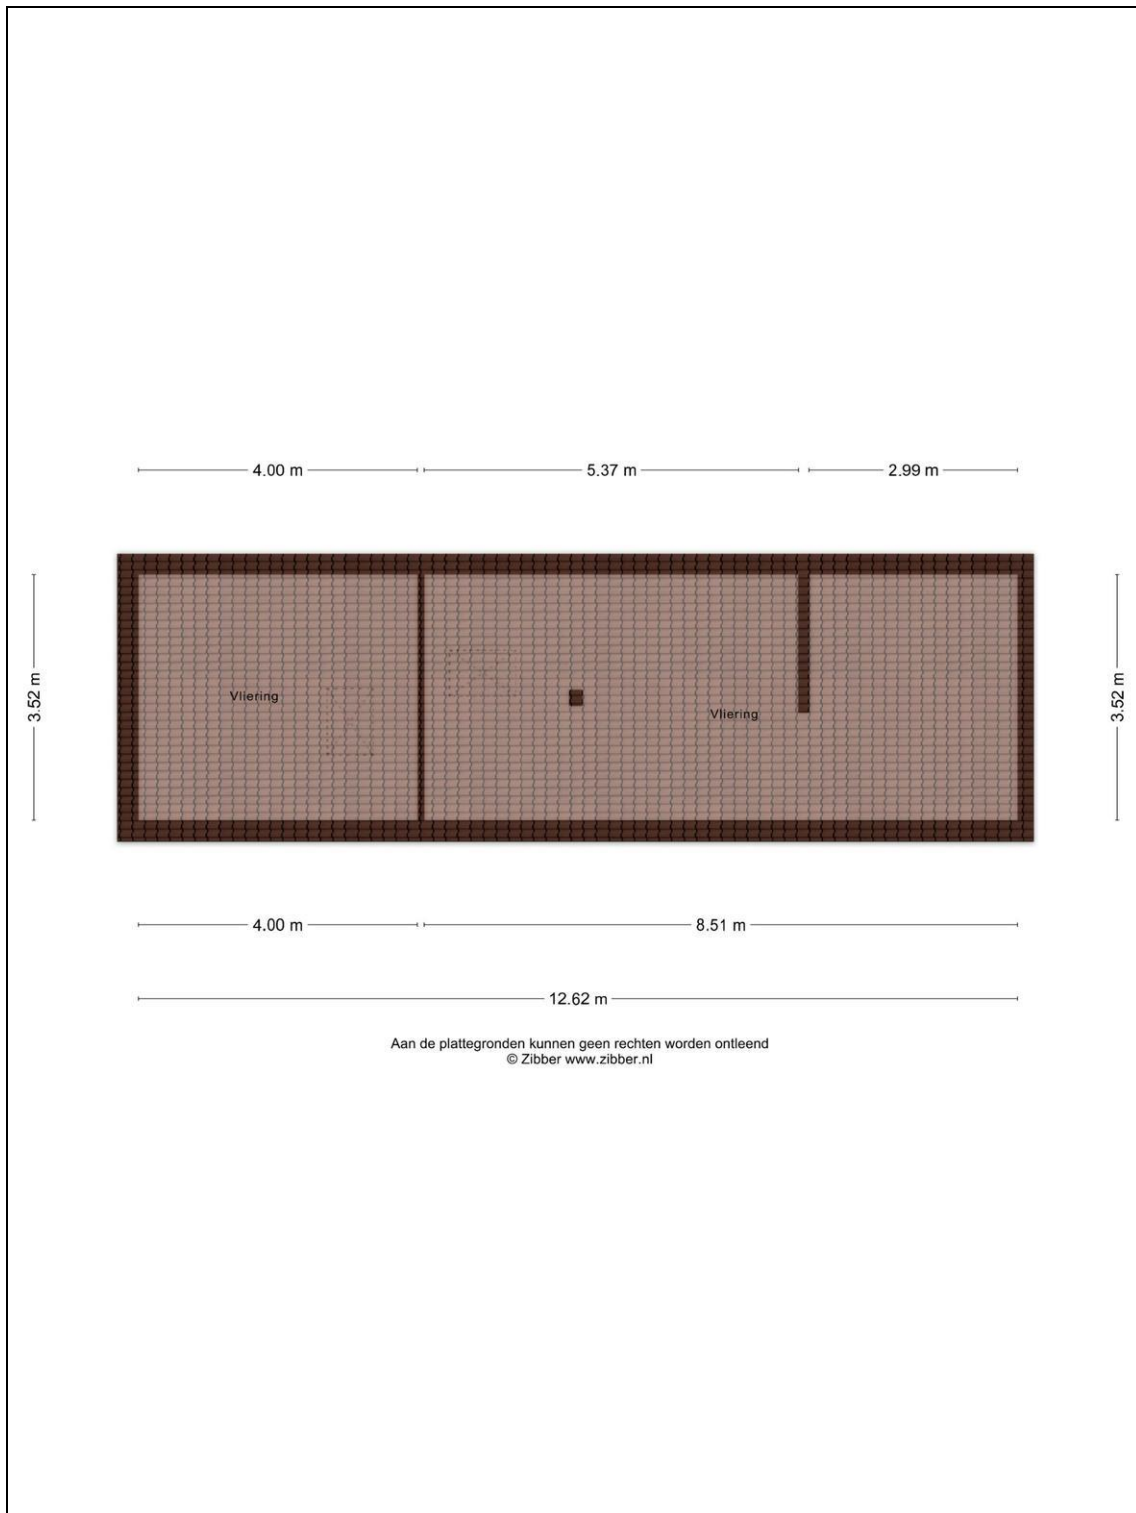 4.00 m 5.37 m 2.99 m
3.52 m
3.52 m
Vliering
Vliering
4.00 m 8.51 m
12.62 m
Aan de plattegronden kunnen geen rechten worden ontleend
© Zibber www.zibber.nl